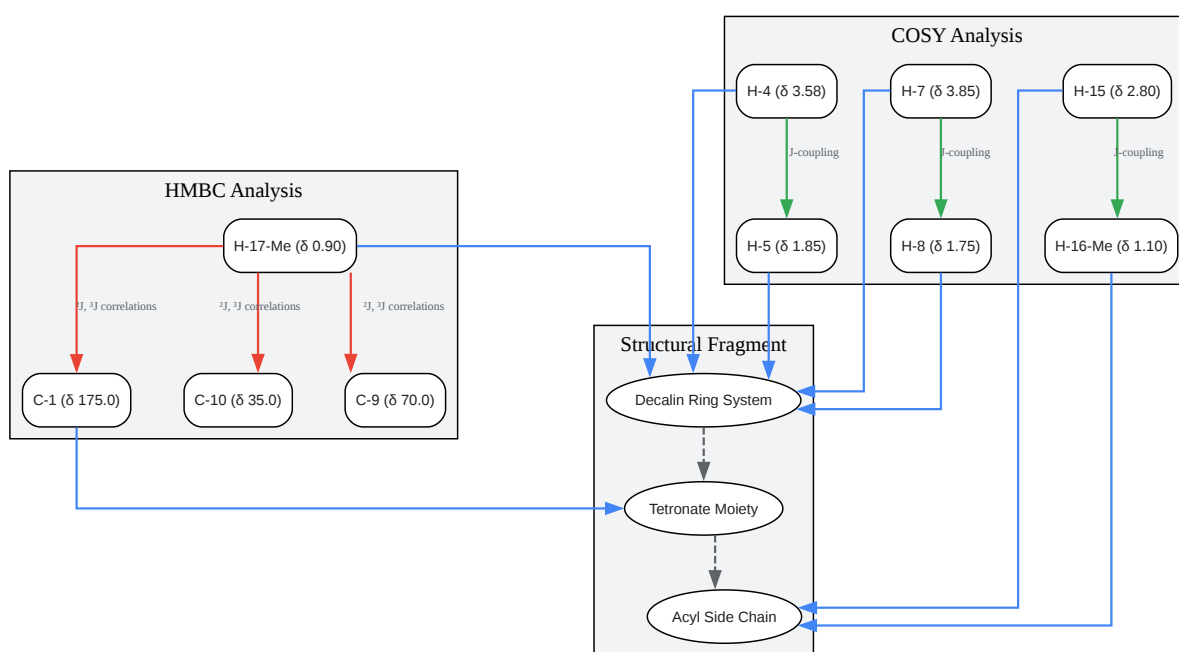 COSY Analysis
H-4 (δ 3.58)
H-7 (δ 3.85)
H-15 (δ 2.80)
J-coupling
J-coupling
J-coupling
H-5 (δ 1.85)
H-8 (δ 1.75)
H-16-Me (δ 1.10)
HMBC Analysis
H-17-Me (δ 0.90)
²J, ³J correlations
²J, ³J correlations
²J, ³J correlations
C-1 (δ 175.0)
C-10 (δ 35.0)
C-9 (δ 70.0)
Structural Fragment
Decalin Ring System
Tetronate Moiety
Acyl Side Chain